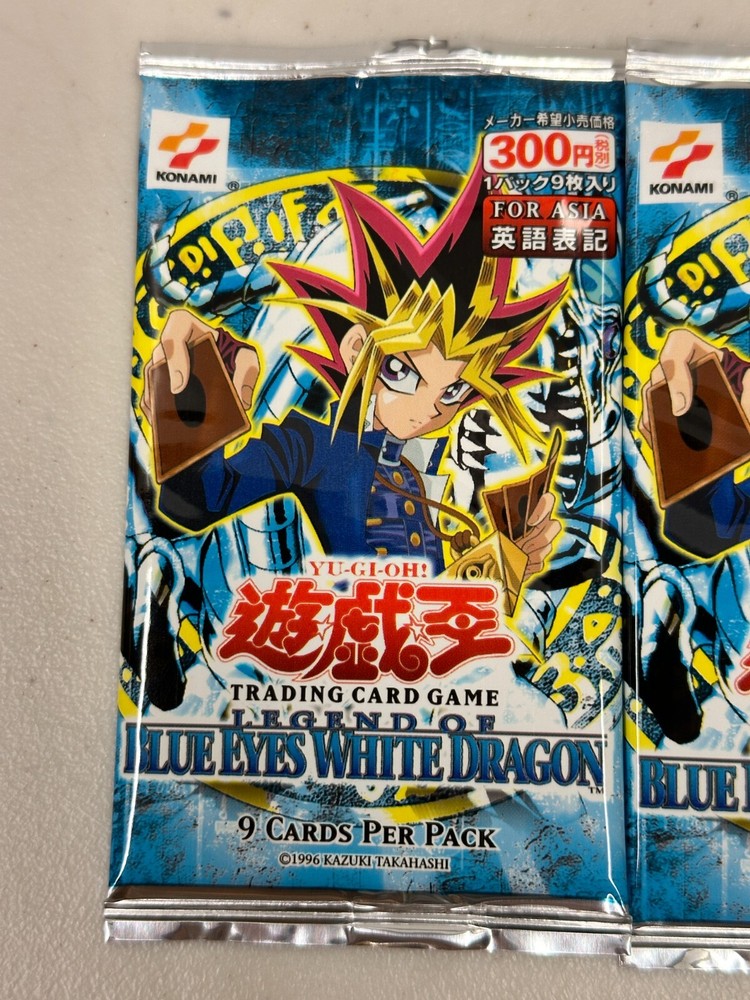 KONAMI®
メーカー希望小売価格
300円(税別)
1パック9枚入り
FOR ASIA
英語表記
YU-GI-OH!
遊☆戯☆王
TRADING CARD GAME
LEGEND OF
BLUE EYES WHITE DRAGON™
9 CARDS PER PACK
©1996 KAZUKI TAKAHASHI
KONAMI®
BLUE